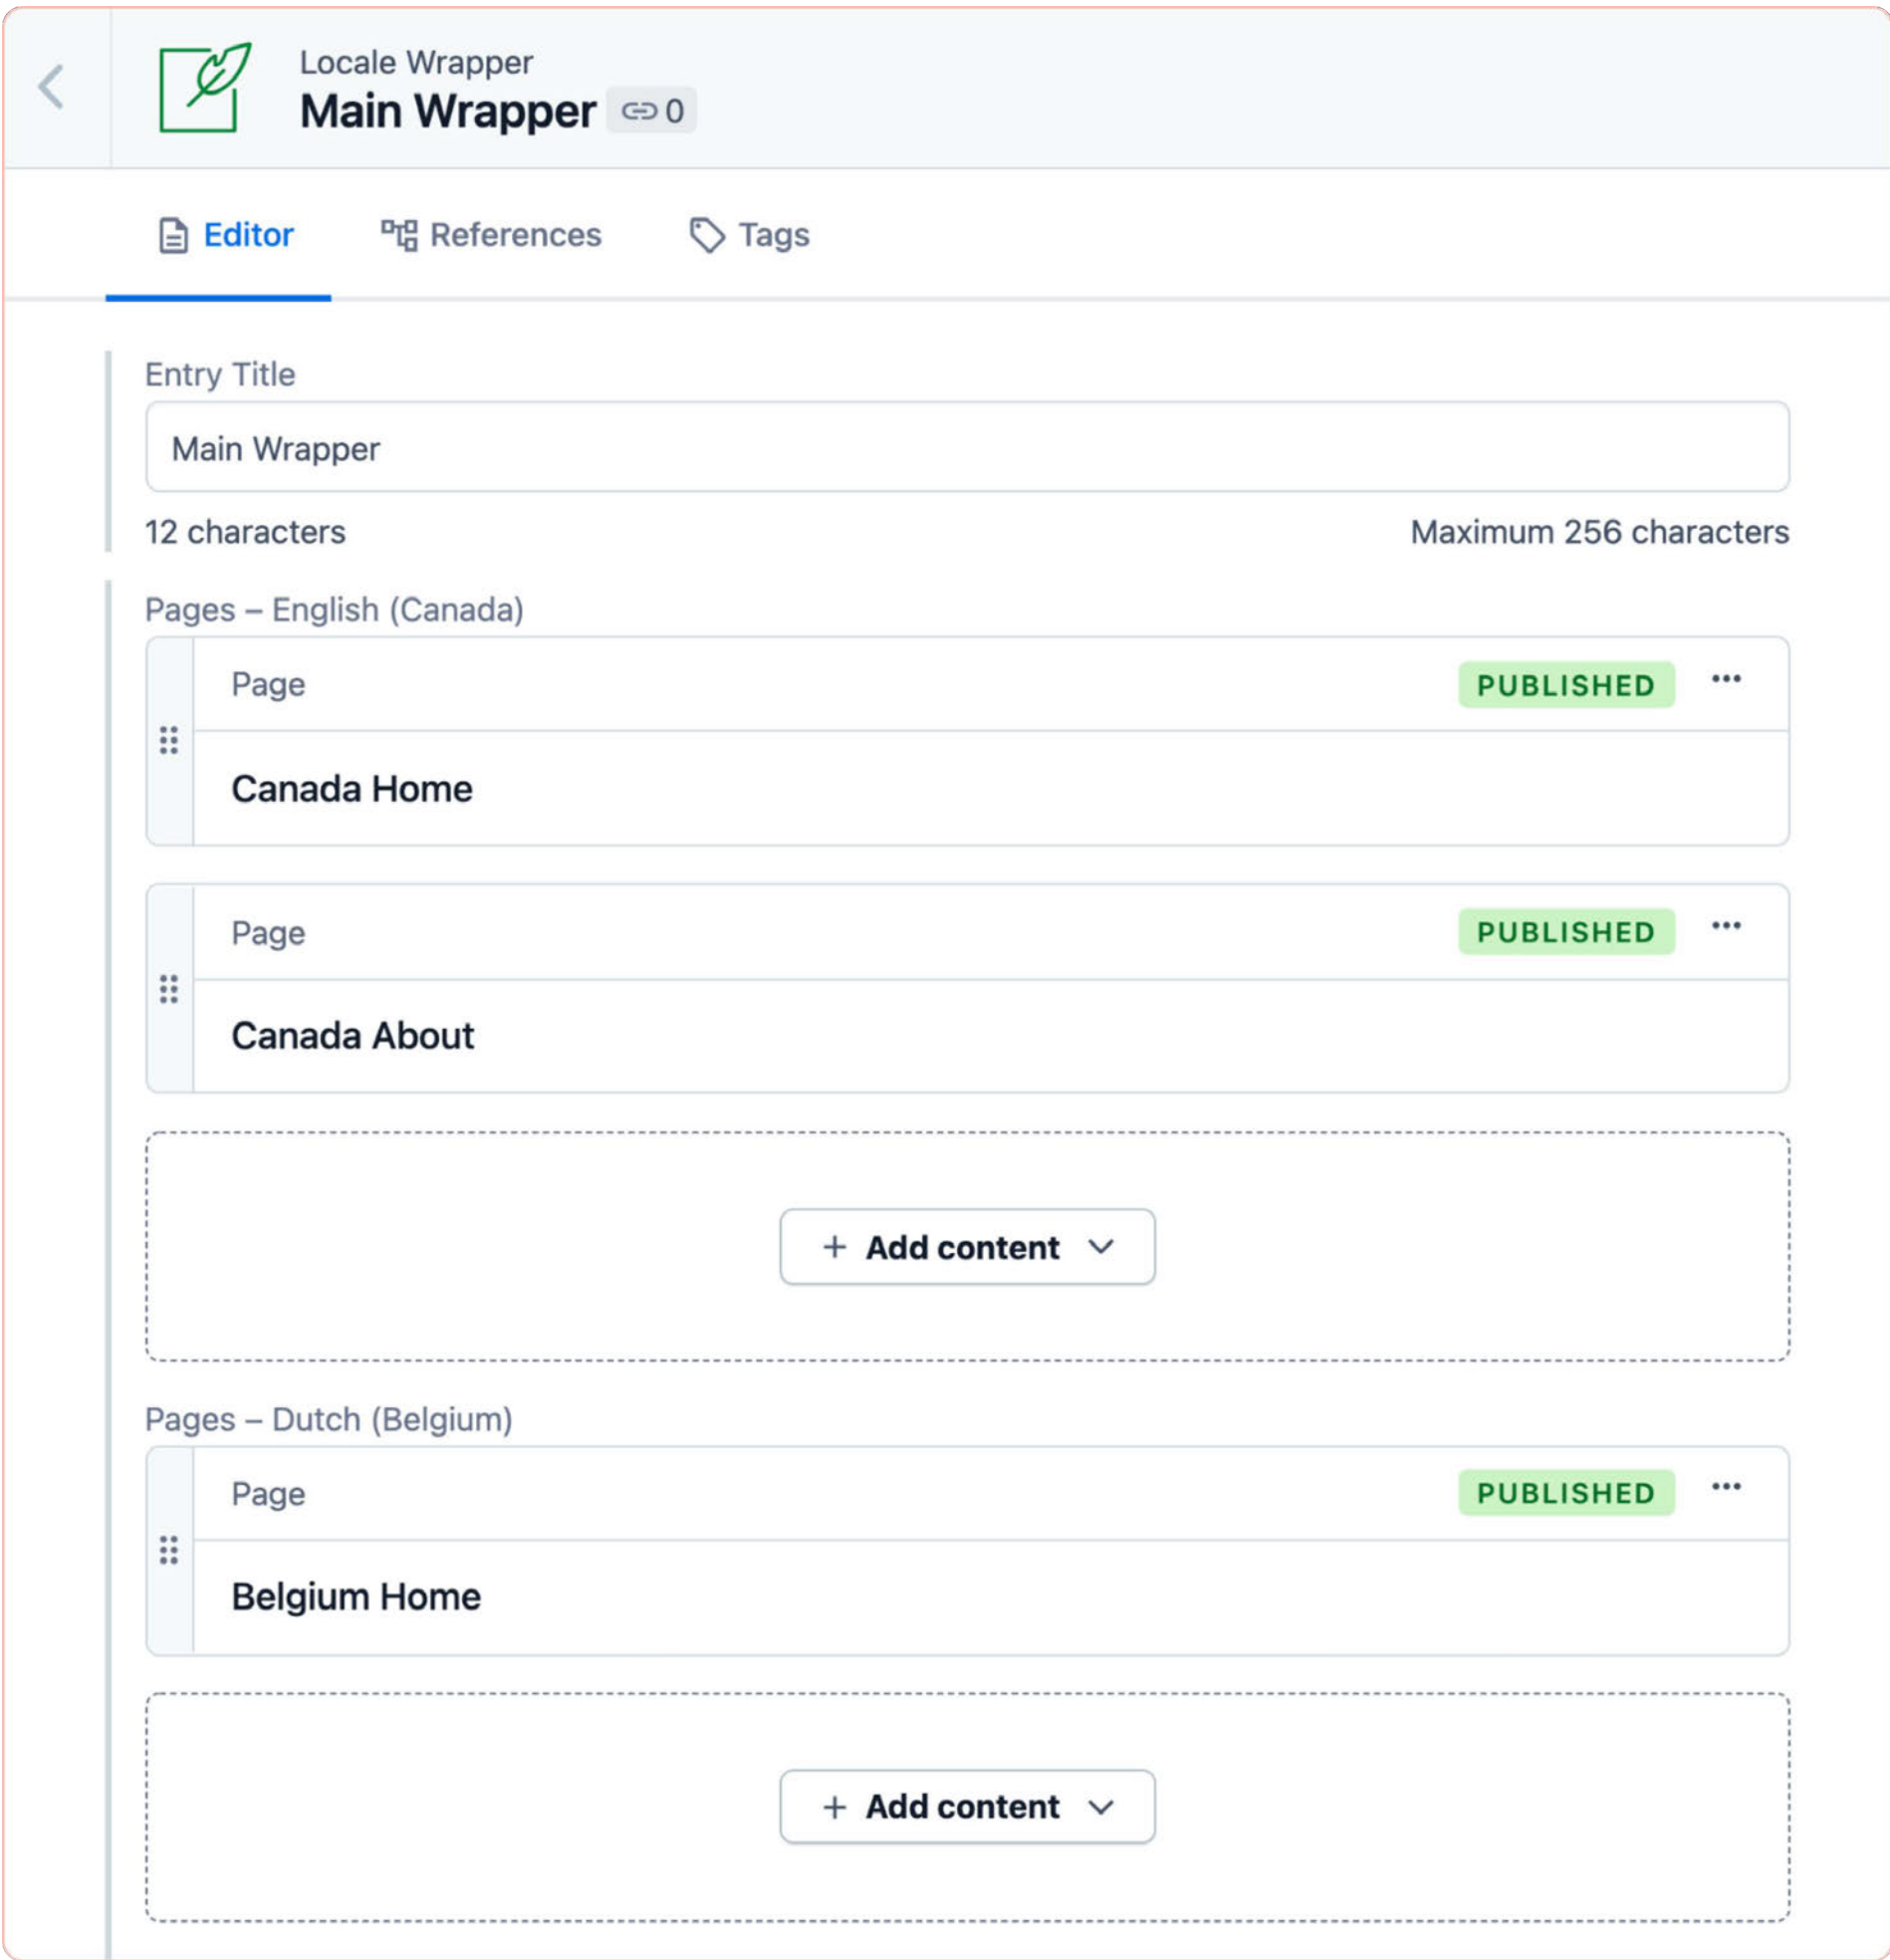 Locale Wrapper
Main Wrapper 0
Editor References Tags
Entry Title
Main Wrapper
12 characters Maximum 256 characters
Pages – English (Canada)
Page PUBLISHED
Canada Home
Page PUBLISHED
Canada About
+ Add content
Pages – Dutch (Belgium)
Page PUBLISHED
Belgium Home
+ Add content